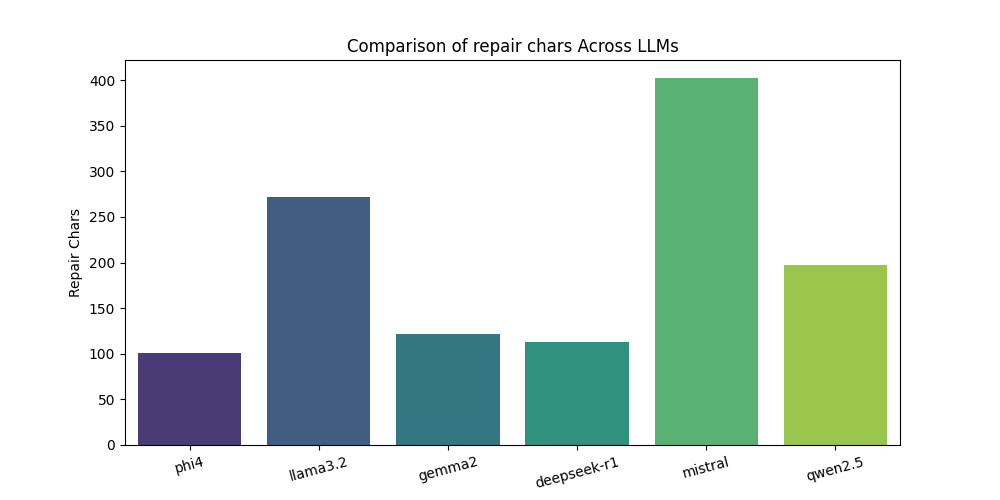 Comparison of repair chars Across LLMs
Repair Chars
400
350
300
250
200
150
100
50
0
phi4
llama3.2
gemma2
deepseek-r1
mistral
qwen2.5